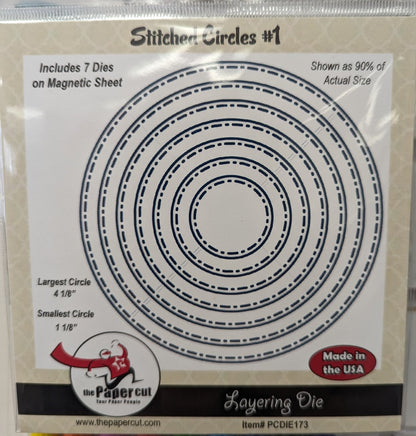 Stitched Circles #1
Includes 7 Dies
on Magnetic Sheet
Shown as 90% of
Actual Size
Largest Circle
4 1/8"
Smallest Circle
1 1/8"
Made in
the USA
the PaperCut
Your Paper People
Layering Die
www.thepapercut.com
Item# PCDIE173